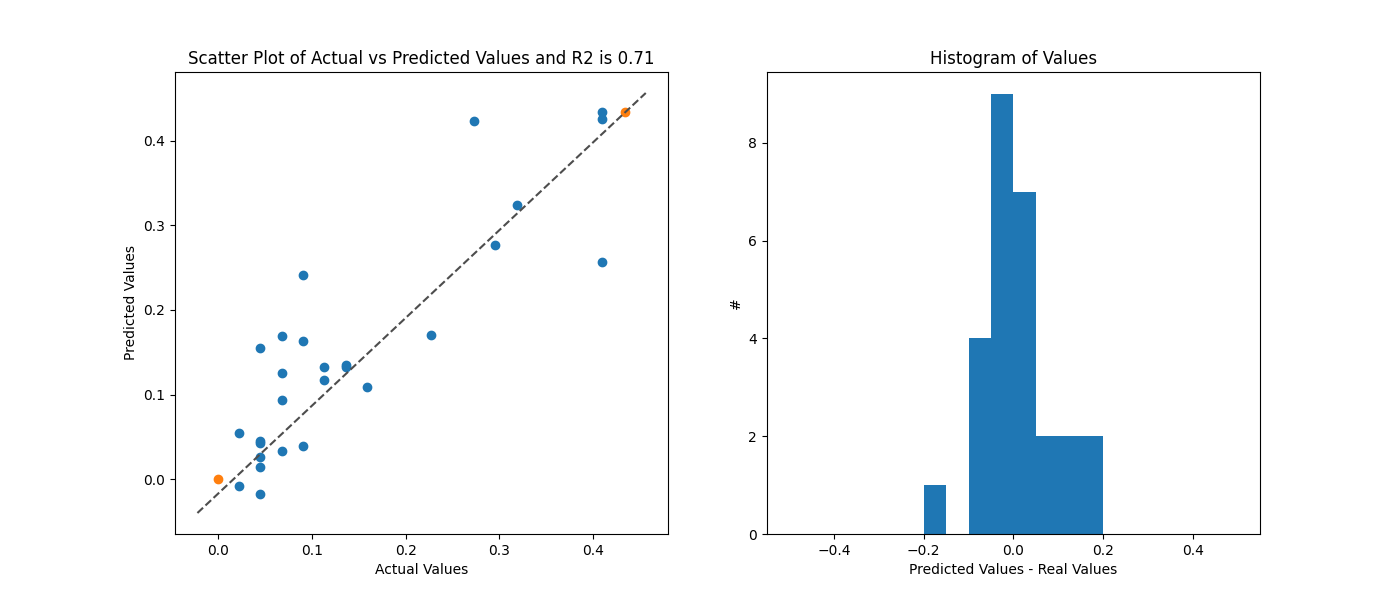 Scatter Plot of Actual vs Predicted Values and R2 is 0.71
Predicted Values
0.4
0.3
0.2
0.1
0.0
0.0 0.1 0.2 0.3 0.4
Actual Values
Histogram of Values
#
8
6
4
2
0
−0.4 −0.2 0.0 0.2 0.4
Predicted Values - Real Values